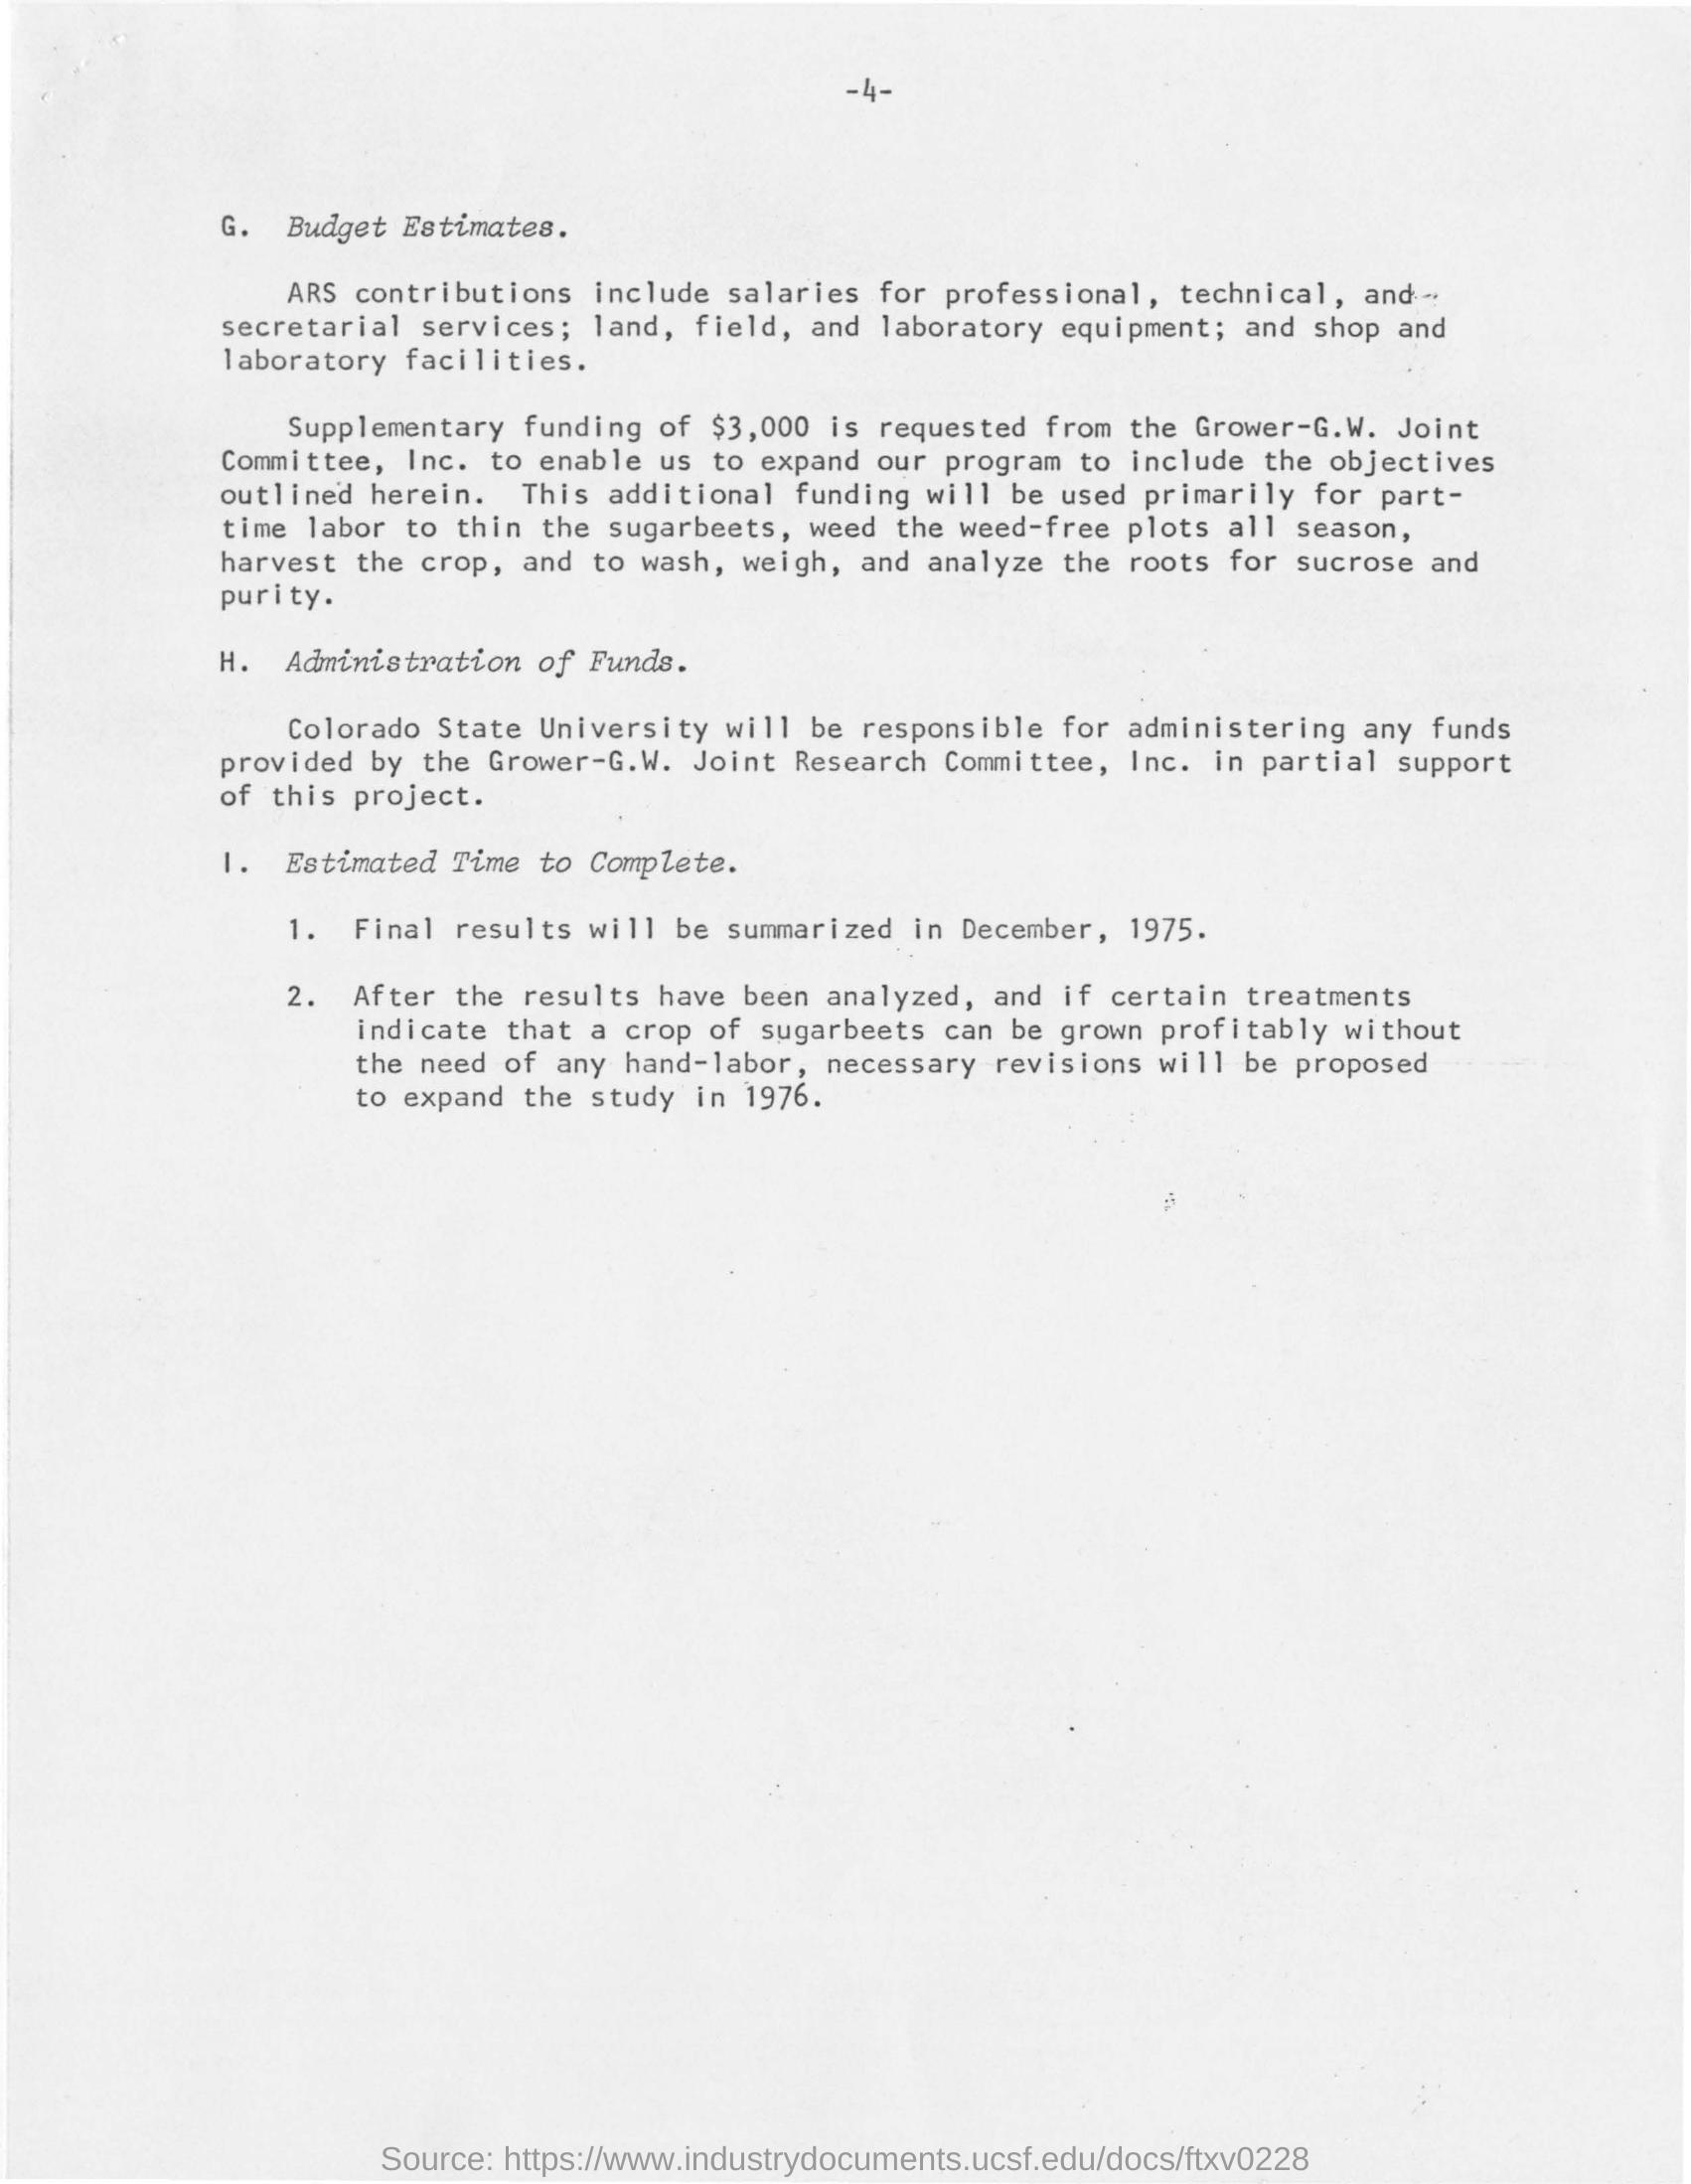 -4-
G. Budget Estimates.
ARS contributions include salaries for professional, technical, and
secretarial services; land, field, and laboratory equipment; and shop and
laboratory facilities.
Supplementary funding of $3,000 is requested from the Grower-G.W. Joint
Committee, Inc. to enable us to expand our program to include the objectives
outlined herein. This additional funding will be used primarily for part-
time labor to thin the sugarbeets, weed the weed-free plots all season,
harvest the crop, and to wash, weigh, and analyze the roots for sucrose and
purity.
H. Administration of Funds.
Colorado State University will be responsible for administering any funds
provided by the Grower-G.W. Joint Research Committee, Inc. in partial support
of this project.
I. Estimated Time to Complete.
1. Final results will be summarized in December, 1975.
2. After the results have been analyzed, and if certain treatments
indicate that a crop of sugarbeets can be grown profitably without
the need of any hand-labor, necessary revisions will be proposed
to expand the study in 1976.
Source: https://www.industrydocuments.ucsf.edu/docs/ftxv0228